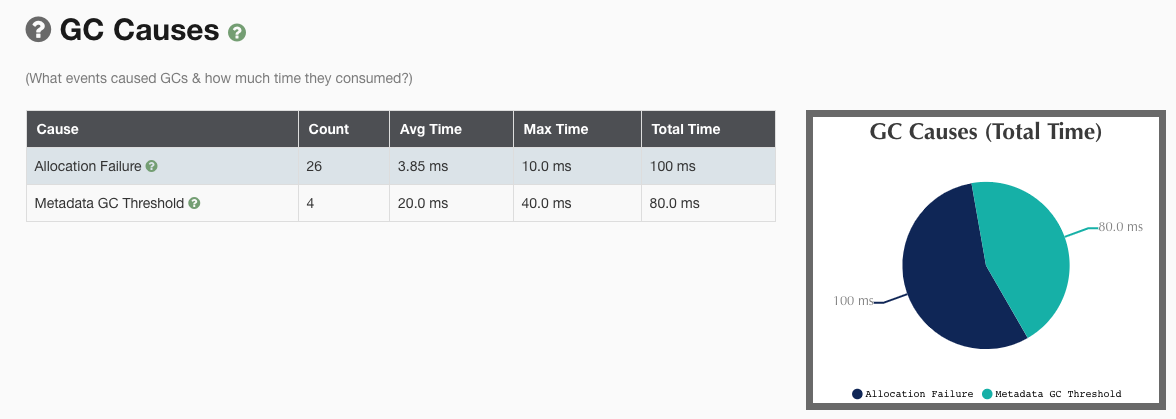 GC Causes
(What events caused GCs & how much time they consumed?)
Cause Count Avg Time Max Time Total Time
Allocation Failure 26 3.85 ms 10.0 ms 100 ms
Metadata GC Threshold 4 20.0 ms 40.0 ms 80.0 ms
GC Causes (Total Time)
80.0 ms
100 ms
Allocation Failure Metadata GC Threshold